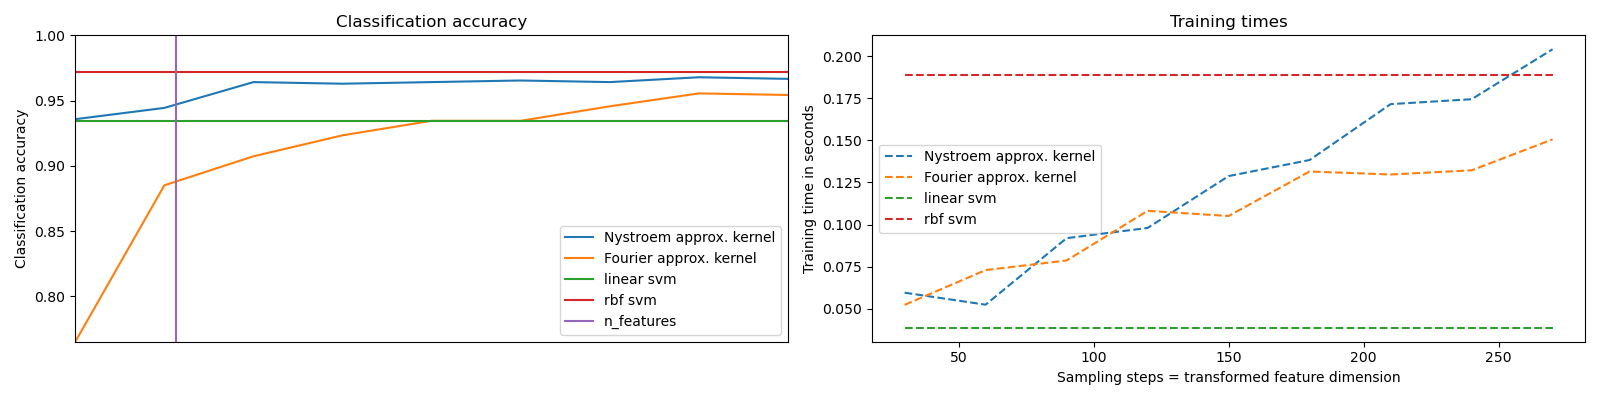 Classification accuracy
Classification accuracy
1.00
0.95
0.90
0.85
0.80
Nystroem approx. kernel
Fourier approx. kernel
linear svm
rbf svm
n_features
Training times
Training time in seconds
0.200
0.175
0.150
0.125
0.100
0.075
0.050
Nystroem approx. kernel
Fourier approx. kernel
linear svm
rbf svm
50 100 150 200 250
Sampling steps = transformed feature dimension